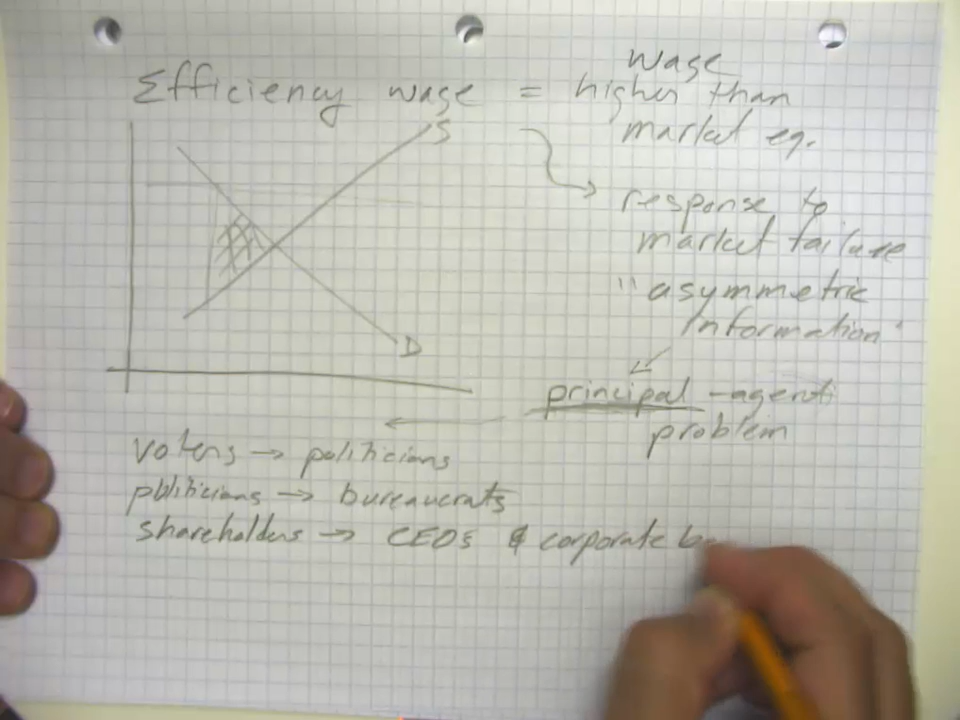 Efficiency wage = wage
higher than
market eq.
S
response to
market failure
"asymmetric
information"
D
principal-agent
problem
voters → politicians
politicians → bureaucrats
shareholders → CEOs & corporate